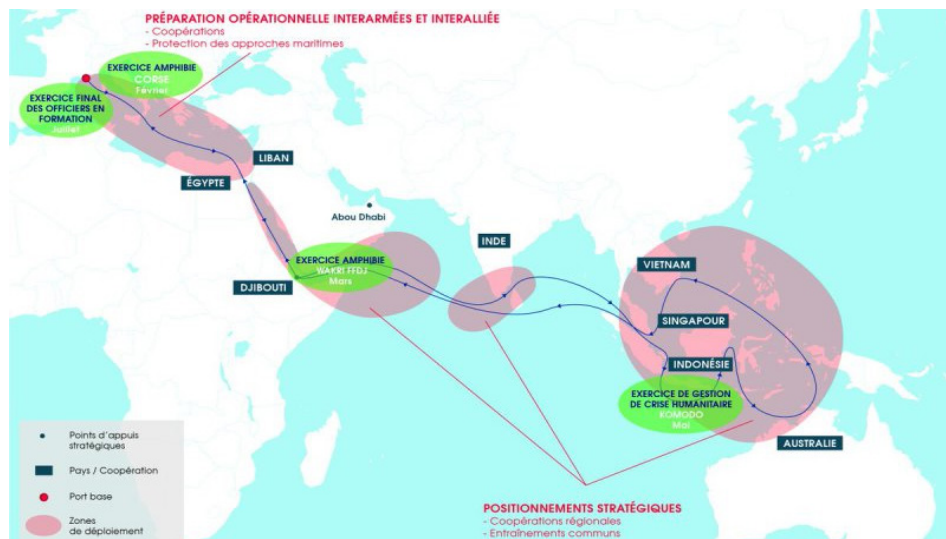 PRÉPARATION OPÉRATIONNELLE INTERARMÉES ET INTERALLIÉE
- Coopérations
- Protection des approches maritimes
EXERCICE AMPHIBIE
CORSE
Février
EXERCICE FINAL
DES OFFICIERS EN
FORMATION
Juillet
LIBAN
ÉGYPTE
Abou Dhabi
INDE
EXERCICE AMPHIBIE
WAKRI FFDJ
Mars
DJIBOUTI
VIETNAM
SINGAPOUR
INDONÉSIE
EXERCICE DE GESTION
DE CRISE HUMANITAIRE
KOMODO
Mai
AUSTRALIE
Points d'appuis
stratégiques
Pays / Coopération
Port base
Zones
de déploiement
POSITIONNEMENTS STRATÉGIQUES
- Coopérations régionales
- Entraînements communs